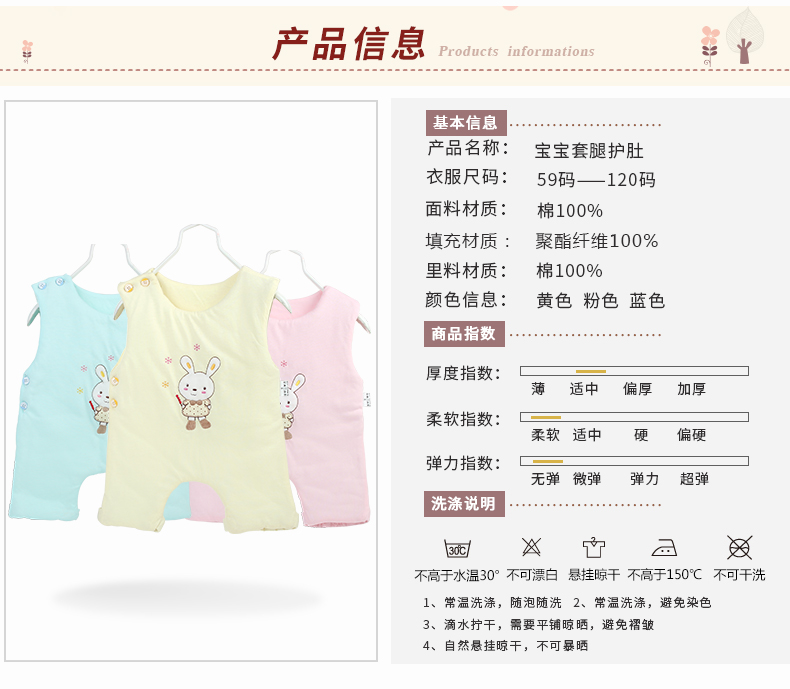 产品信息 Products informations
基本信息
产品名称： 宝宝套腿护肚
衣服尺码： 59码——120码
面料材质： 棉100%
填充材质： 聚酯纤维100%
里料材质： 棉100%
颜色信息： 黄色 粉色 蓝色
商品指数
厚度指数：
薄 适中 偏厚 加厚
柔软指数：
柔软 适中 硬 偏硬
弹力指数：
无弹 微弹 弹力 超弹
洗涤说明
30℃
不高于水温30° 不可漂白 悬挂晾干 不高于150℃ 不可干洗
1、常温洗涤，随泡随洗 2、常温洗涤，避免染色
3、滴水拧干，需要平铺晾晒，避免褶皱
4、自然悬挂晾干，不可暴晒